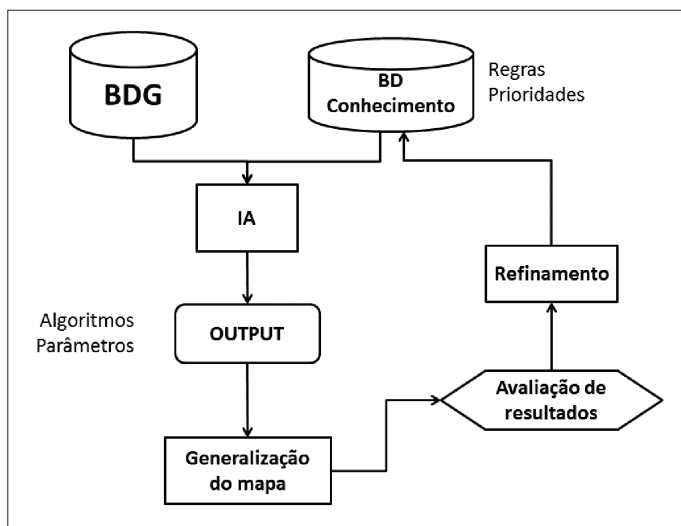 BDG
BD
Conhecimento
Regras
Prioridades
IA
Refinamento
Algoritmos
Parâmetros
OUTPUT
Avaliação de
resultados
Generalização
do mapa